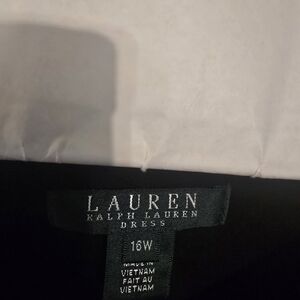 LAUREN
RALPH LAUREN
DRESS
16W
MADE IN
VIETNAM
FAIT AU
VIETNAM